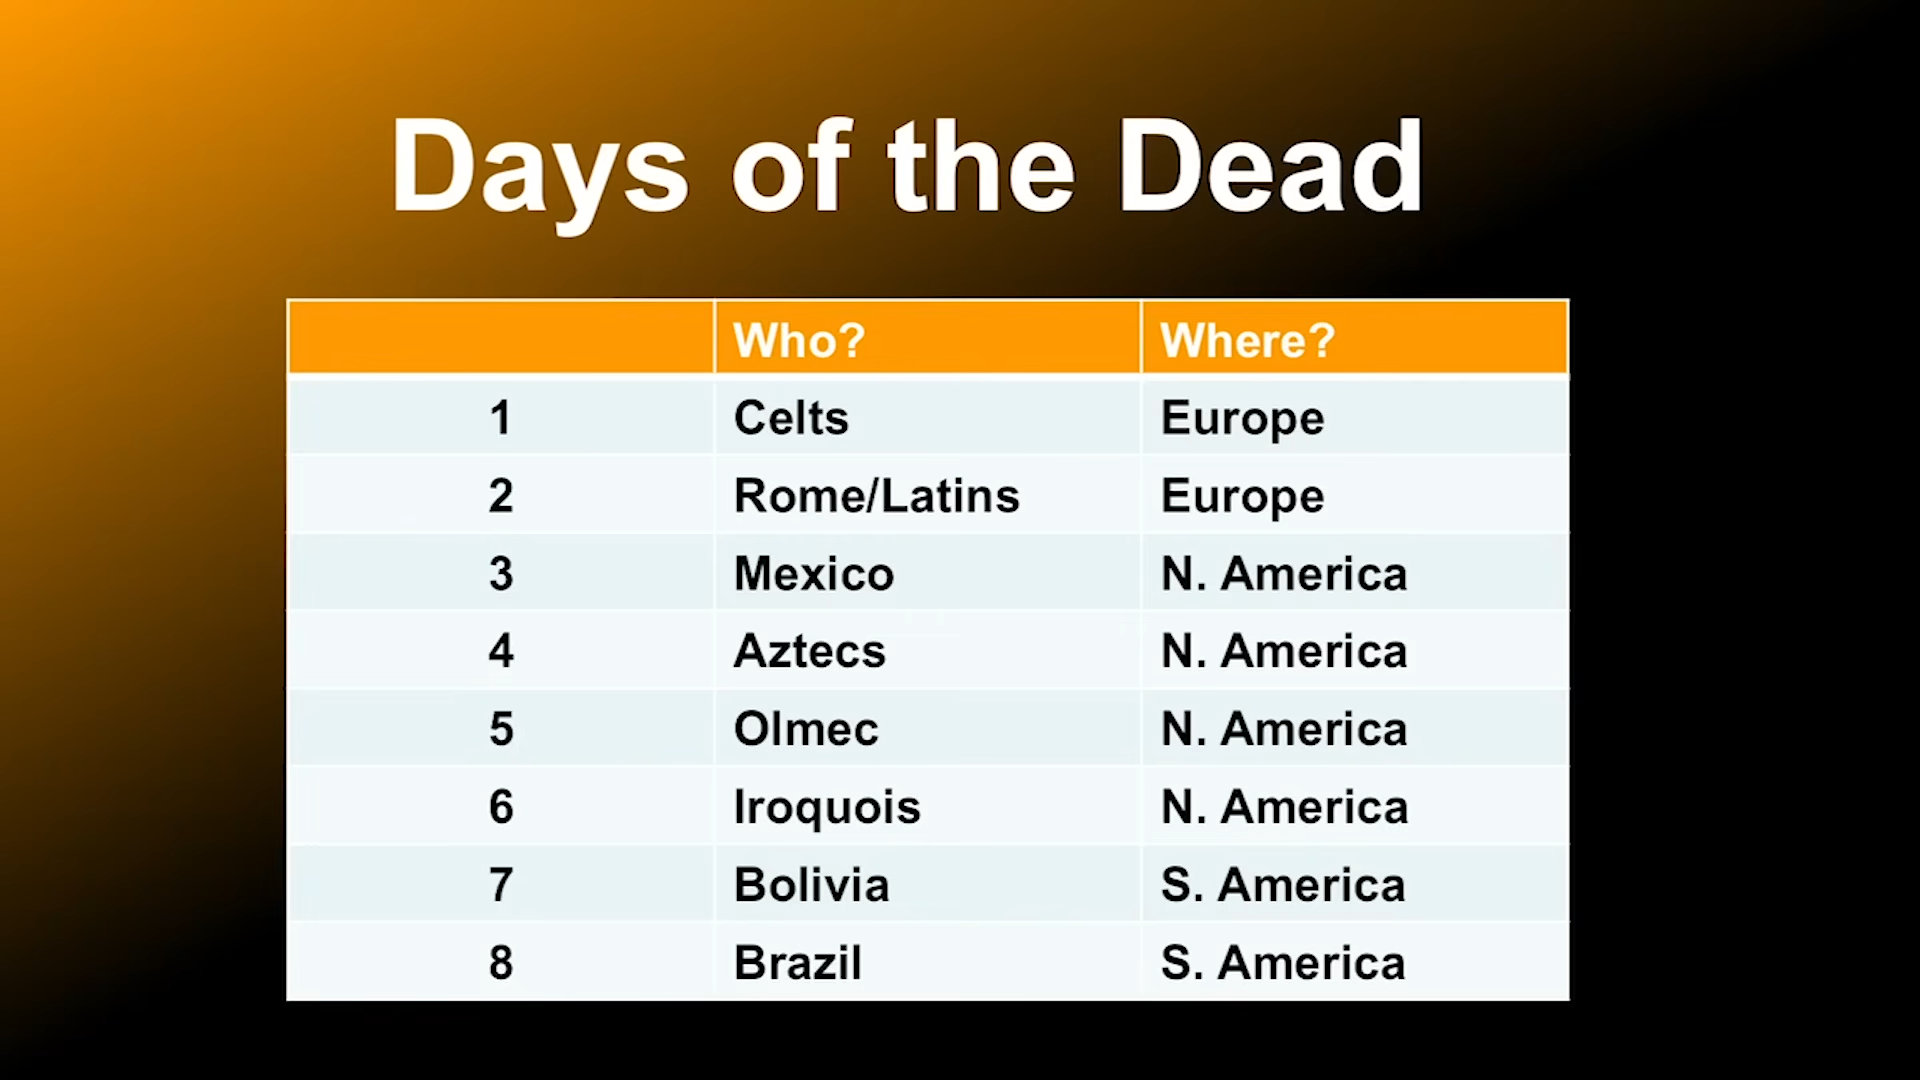 Days of the Dead
Who? Where?
1 Celts Europe
2 Rome/Latins Europe
3 Mexico N. America
4 Aztecs N. America
5 Olmec N. America
6 Iroquois N. America
7 Bolivia S. America
8 Brazil S. America